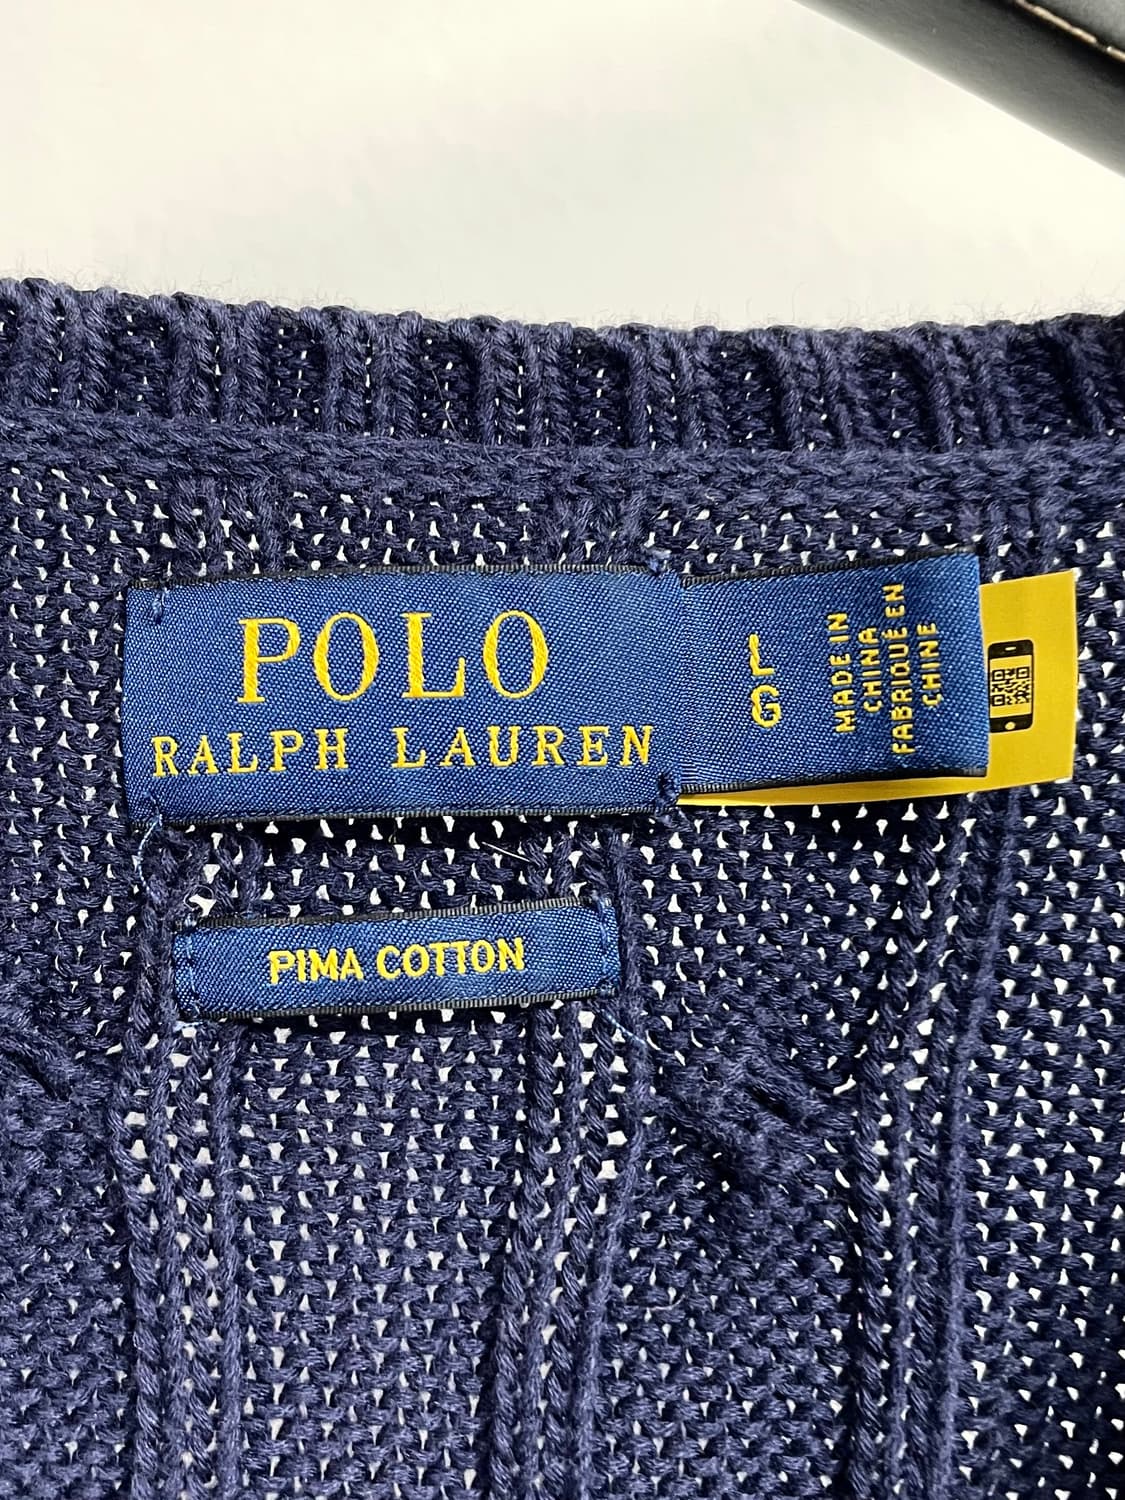 POLO
RALPH LAUREN
L
G
MADE IN
CHINA
FABRIQUÉ EN
CHINE
PIMA COTTON